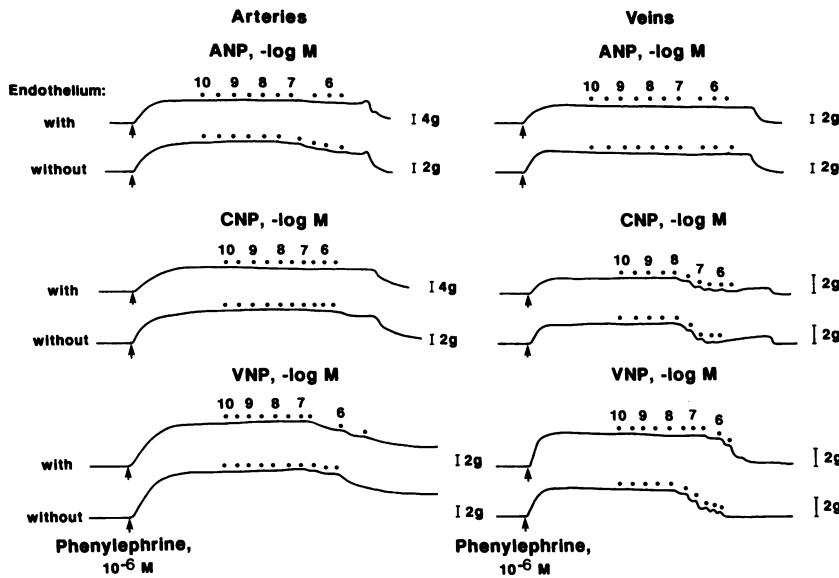 Arteries
Veins
ANP, -log M
ANP, -log M
Endothelium:
10 9 8 7 6
10 9 8 7 6
with
4g
2g
without
2g
2g
CNP, -log M
CNP, -log M
10 9 8 7 6
10 9 8 7 6
with
4g
2g
without
2g
2g
VNP, -log M
VNP, -log M
10 9 8 7 6
10 9 8 7 6
with
2g
2g
without
2g
2g
Phenylephrine,
10⁻⁶ M
Phenylephrine,
10⁻⁶ M